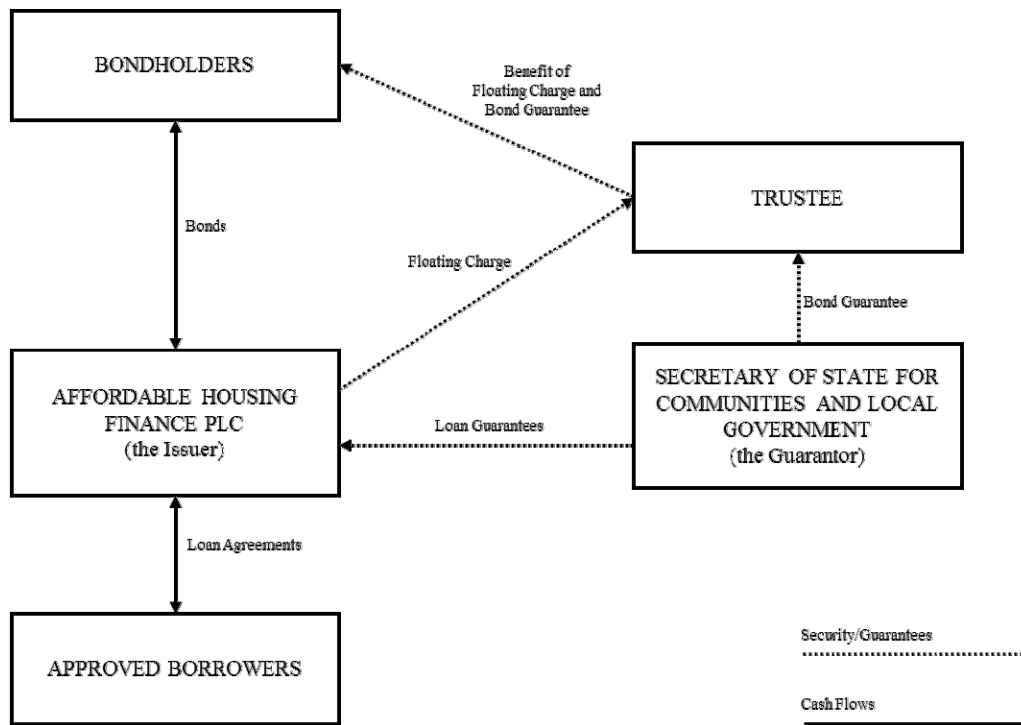 BONDHOLDERS
Benefit of
Floating Charge and
Bond Guarantee
TRUSTEE
Bonds
Floating Charge
Bond Guarantee
AFFORDABLE HOUSING
FINANCE PLC
(the Issuer)
Loan Guarantees
SECRETARY OF STATE FOR
COMMUNITIES AND LOCAL
GOVERNMENT
(the Guarantor)
Loan Agreements
APPROVED BORROWERS
Security/Guarantees
Cash Flows